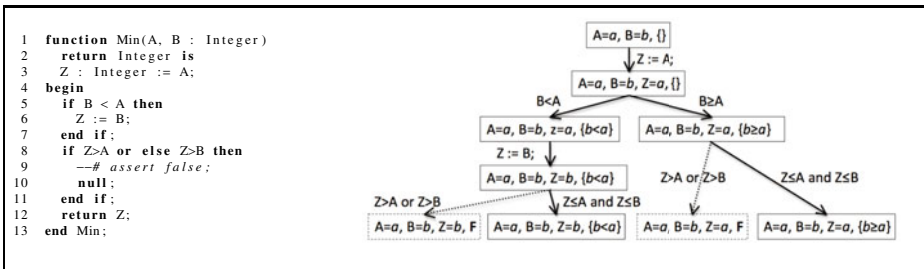 1 function Min(A, B : Integer)
2 return Integer is
3 Z : Integer := A;
4 begin
5 if B < A then
6 Z := B;
7 end if;
8 if Z>A or else Z>B then
9 --# assert false;
10 null;
11 end if;
12 return Z;
13 end Min;
A=a, B=b, {}
Z := A;
A=a, B=b, Z=a, {}
B<A B≥A
A=a, B=b, z=a, {b<a} A=a, B=b, Z=a, {b≥a}
Z := B;
A=a, B=b, Z=b, {b<a}
Z>A or Z>B Z≤A and Z≤B Z>A or Z>B Z≤A and Z≤B
A=a, B=b, Z=b, F A=a, B=b, Z=b, {b<a} A=a, B=b, Z=a, F A=a, B=b, Z=a, {b≥a}